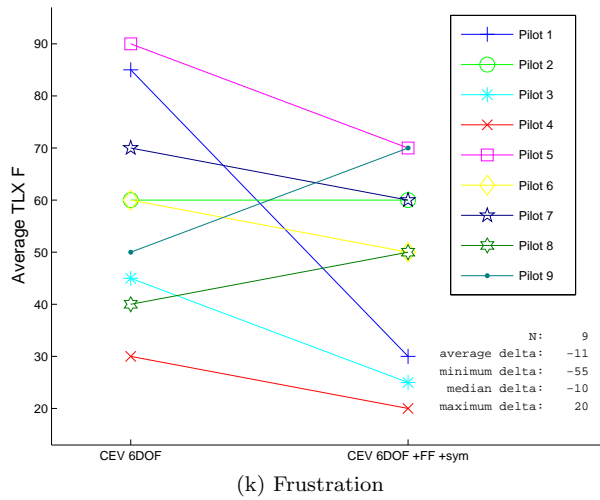 Average TLX F
90
80
70
60
50
40
30
20
CEV 6DOF
CEV 6DOF +FF +sym
Pilot 1
Pilot 2
Pilot 3
Pilot 4
Pilot 5
Pilot 6
Pilot 7
Pilot 8
Pilot 9
N: 9
average delta: -11
minimum delta: -55
median delta: -10
maximum delta: 20
(k) Frustration